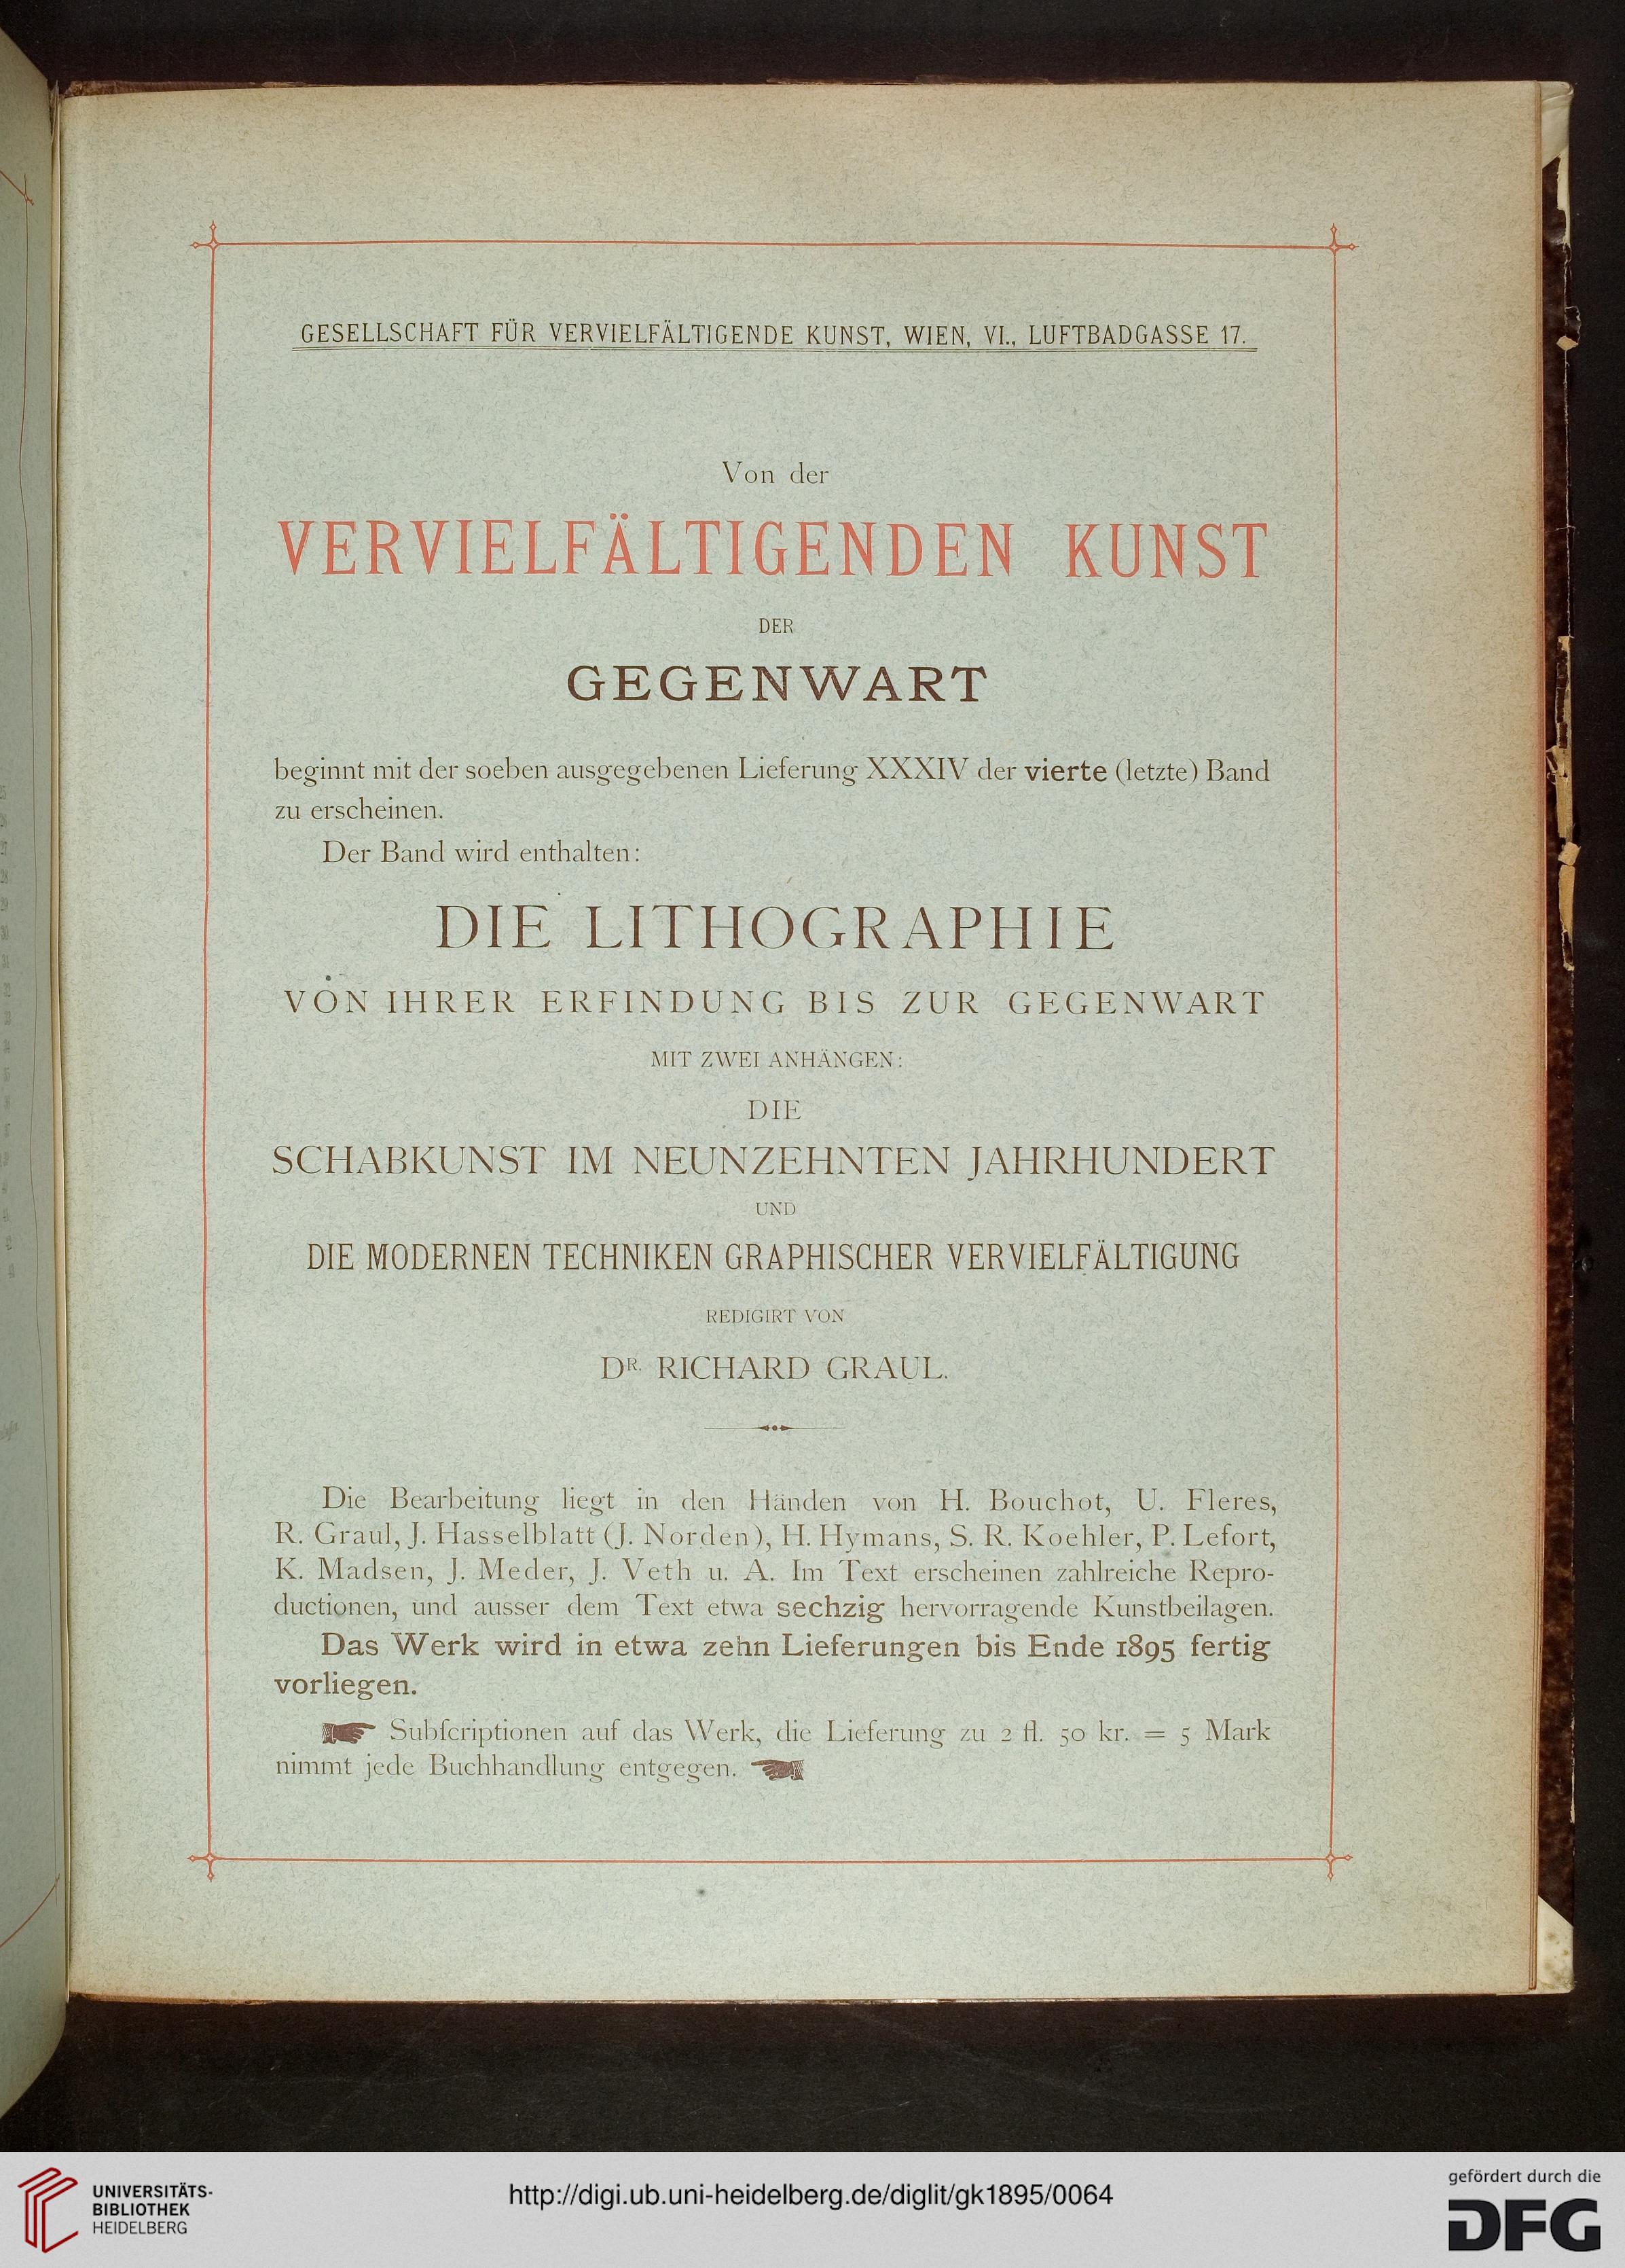 GESELLSCHAFT FÜR VERVIELFÄLTIGENDE KUNST, WIEN, VI., LUFTBADGASSE 17.
Von der
VERVIELFÄLTIGENDEN KUNST
DER
GEGENWART
beginnt mit der soeben ausgegebenen Lieferung XXXIV der vierte (letzte) Band
zu erscheinen.
Der Band wird enthalten:
DIE LITHOGRAPHIE
VON IHRER ERFINDUNG BIS ZUR GEGENWART
MIT ZWEI ANHÄNGEN:
DIE
SCHABKUNST IM NEUNZEHNTEN JAHRHUNDERT
UND
DIE MODERNEN TECHNIKEN GRAPHISCHER VERVIELFÄLTIGUNG
REDIGIRT VON
DR. RICHARD GRAUL.
Die Bearbeitung liegt in den Händen von H. Bouchot, U. Fleres,
R. Graul, J. Hasselblatt (J. Norden), H. Hymans, S. R. Koehler, P. Lefort,
K. Madsen, J. Meder, J. Veth u. A. Im Text erscheinen zahlreiche Repro-
ductionen, und ausser dem Text etwa sechzig hervorragende Kunstbeilagen.
Das Werk wird in etwa zehn Lieferungen bis Ende 1895 fertig
vorliegen.
Subſcriptionen auf das Werk, die Lieferung zu 2 fl. 50 kr. = 5 Mark
nimmt jede Buchhandlung entgegen.
UNIVERSITÄTS-
BIBLIOTHEK
HEIDELBERG
http://digi.ub.uni-heidelberg.de/diglit/gk1895/0064
gefördert durch die
DFG